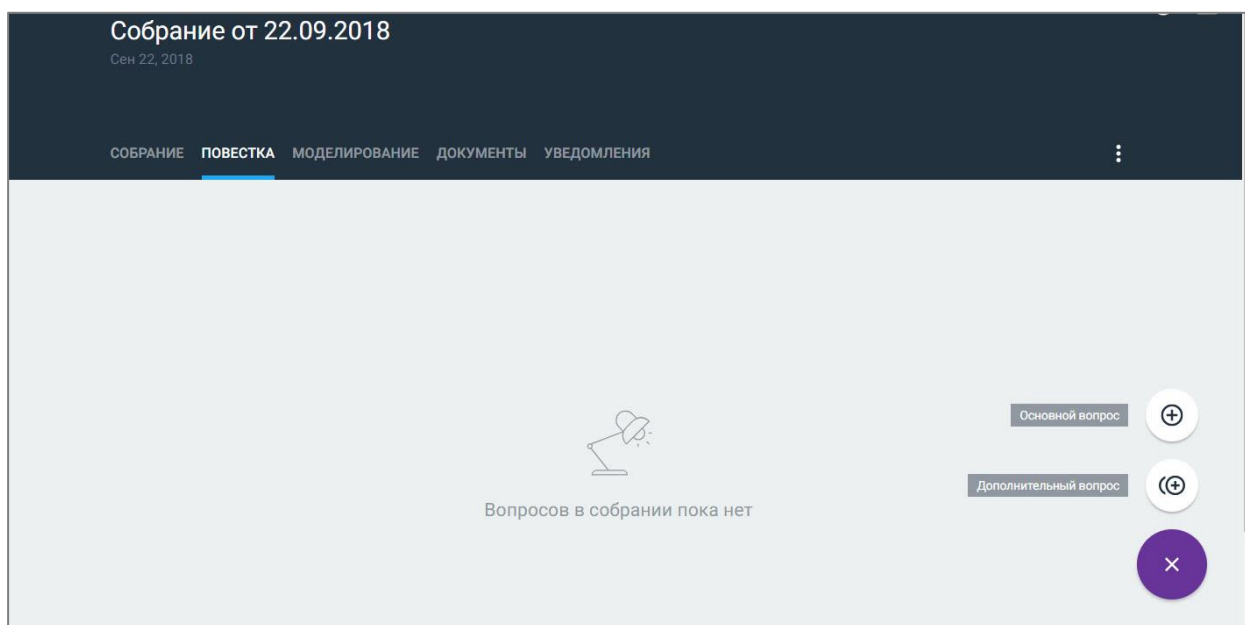 Собрание от 22.09.2018
Сен 22, 2018
СОБРАНИЕ ПОВЕСТКА МОДЕЛИРОВАНИЕ ДОКУМЕНТЫ УВЕДОМЛЕНИЯ
Основной вопрос
Дополнительный вопрос
Вопросов в собрании пока нет